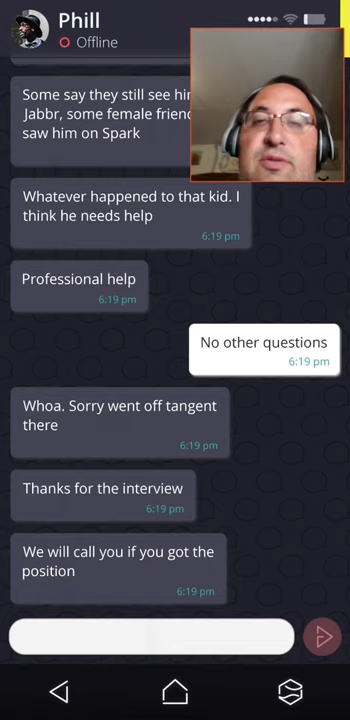 Phill
Offline
Some say they still see
Jabbr, some female
saw him on Spark
Whatever happened to that kid. I
think he needs help
6:19 pm
Professional help
6:19 pm
No other questions
6:19 pm
Whoa. Sorry went off tangent
there
6:19 pm
Thanks for the interview
6:19 pm
We will call you if you got the
position
6:19 pm